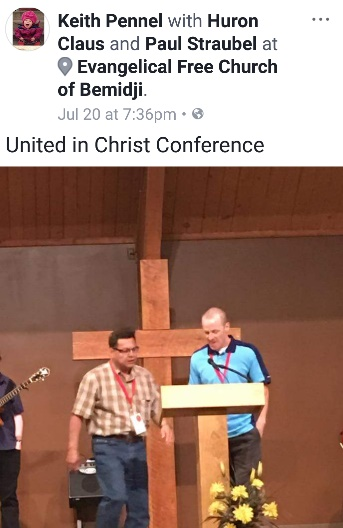 Keith Pennel with Huron
Claus and Paul Straubel at
Evangelical Free Church
of Bemidji.
Jul 20 at 7:36pm •
United in Christ Conference